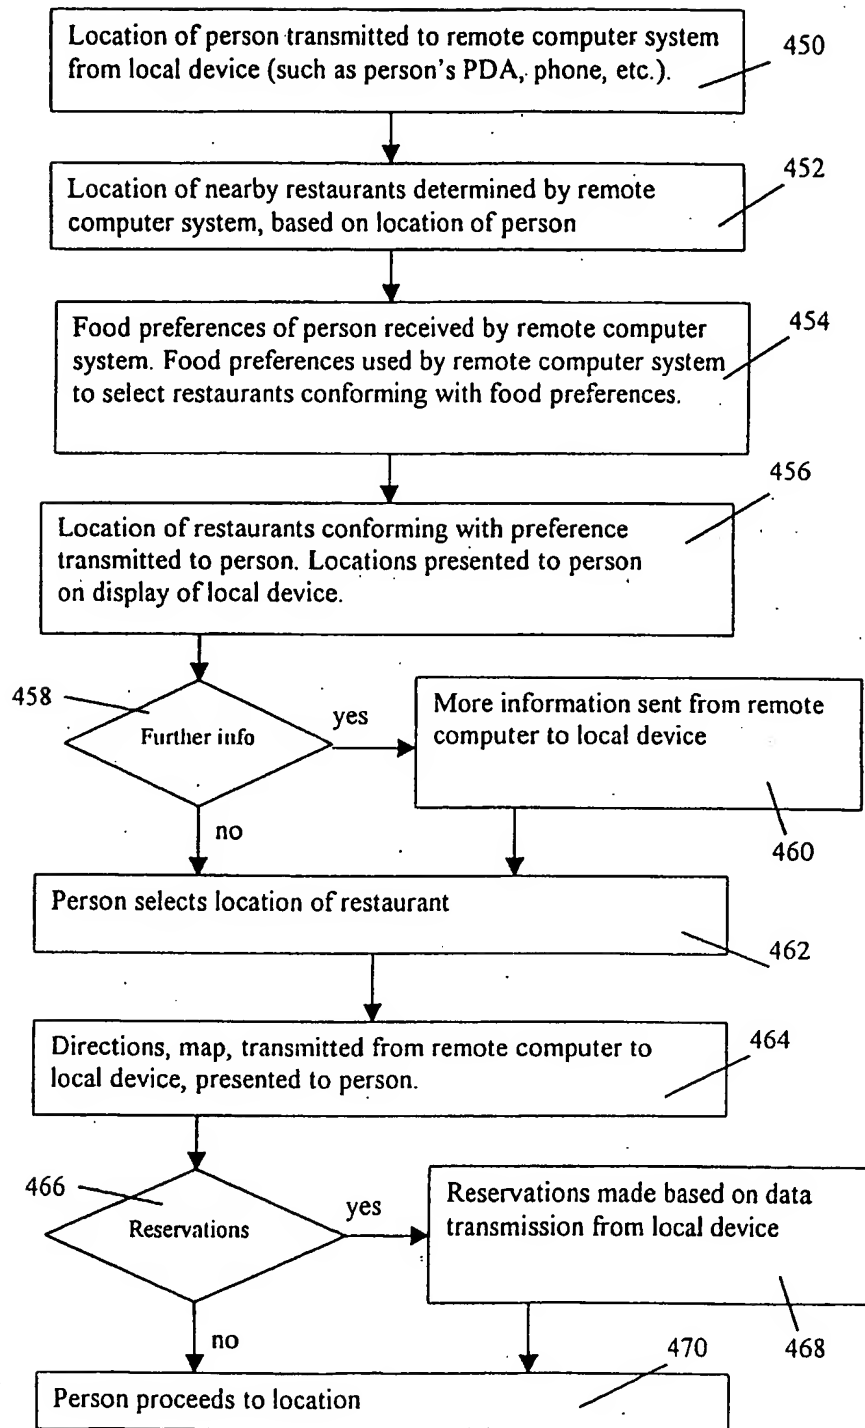 Location of person transmitted to remote computer system
from local device (such as person's PDA, phone, etc.).
450
Location of nearby restaurants determined by remote
computer system, based on location of person
452
Food preferences of person received by remote computer
system. Food preferences used by remote computer system
to select restaurants conforming with food preferences.
454
Location of restaurants conforming with preference
transmitted to person. Locations presented to person
on display of local device.
456
458
Further info
yes
no
More information sent from remote
computer to local device
460
Person selects location of restaurant
462
Directions, map, transmitted from remote computer to
local device, presented to person.
464
466
Reservations
yes
no
Reservations made based on data
transmission from local device
468
Person proceeds to location
470